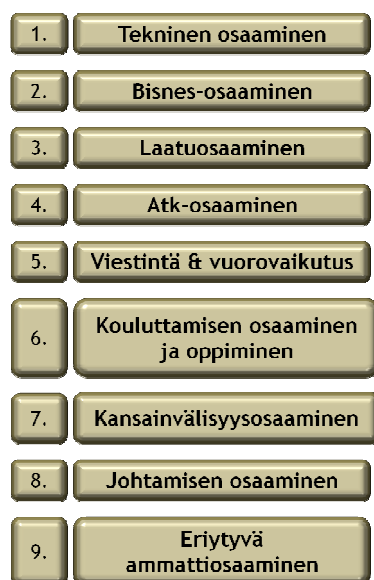 1. Tekninen osaaminen
2. Bisnes-osaaminen
3. Laatuosaaminen
4. Atk-osaaminen
5. Viestintä & vuorovaikutus
6. Kouluttamisen osaaminen
ja oppiminen
7. Kansainvälisyysosaaminen
8. Johtamisen osaaminen
9. Eriytyvä
ammattiosaaminen